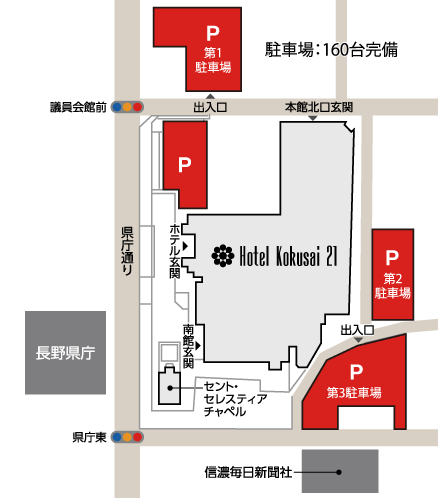 P
第1
駐車場
駐車場：160台完備
議員会館前
出入口
本館北口玄関
P
県庁通り
ホテル玄関
Hotel Kokusai 21
P
第2
駐車場
長野県庁
南館玄関
出入口
P
第3駐車場
セント・
セレスティア
チャペル
県庁東
信濃毎日新聞社